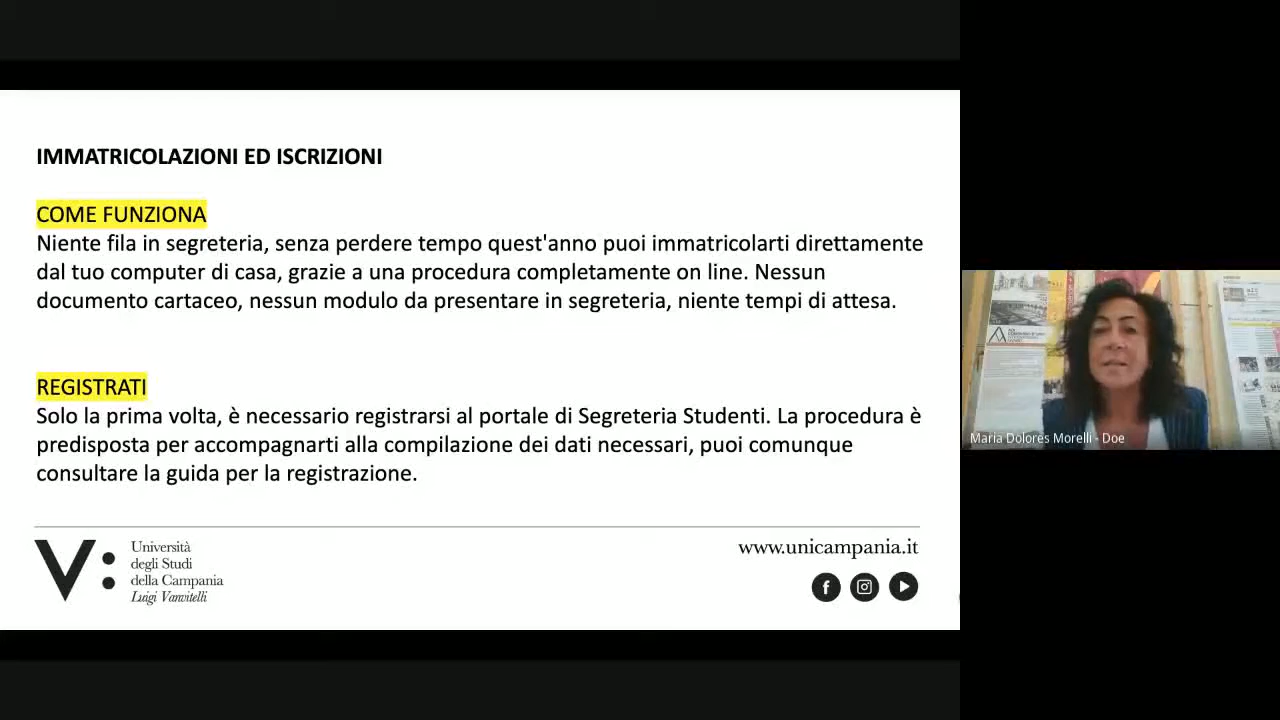 IMMATRICOLAZIONI ED ISCRIZIONI
COME FUNZIONA
Niente fila in segreteria, senza perdere tempo quest'anno puoi immatricolarti direttamente
dal tuo computer di casa, grazie a una procedura completamente on line. Nessun
documento cartaceo, nessun modulo da presentare in segreteria, niente tempi di attesa.
REGISTRATI
Solo la prima volta, è necessario registrarsi al portale di Segreteria Studenti. La procedura è
predisposta per accompagnarti alla compilazione dei dati necessari, puoi comunque
consultare la guida per la registrazione.
V:
Università
degli Studi
della Campania
Luigi Vanvitelli
www.unicampania.it
Maria Dolores Morelli - Doe